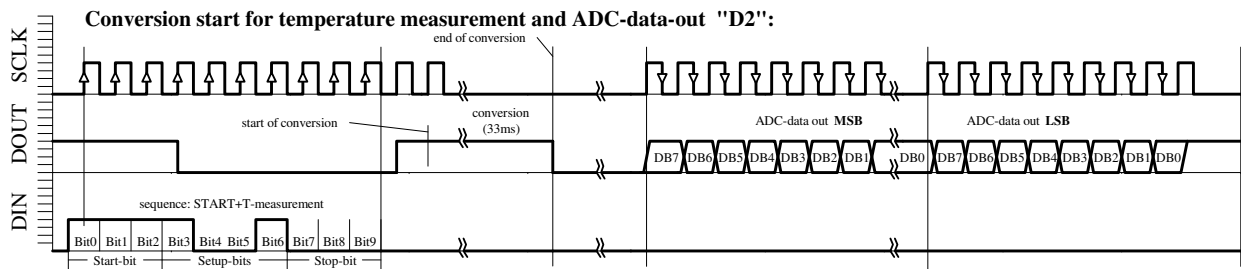 Conversion start for temperature measurement and ADC-data-out "D2":
end of conversion
SCLK
start of conversion
conversion
(33ms)
ADC-data out MSB
ADC-data out LSB
DOUT
DB7 DB6 DB5 DB4 DB3 DB2 DB1 DB0 DB7 DB6 DB5 DB4 DB3 DB2 DB1 DB0
DIN
sequence: START+T-measurement
Bit0 Bit1 Bit2 Bit3 Bit4 Bit5 Bit6 Bit7 Bit8 Bit9
Start-bit Setup-bits Stop-bit